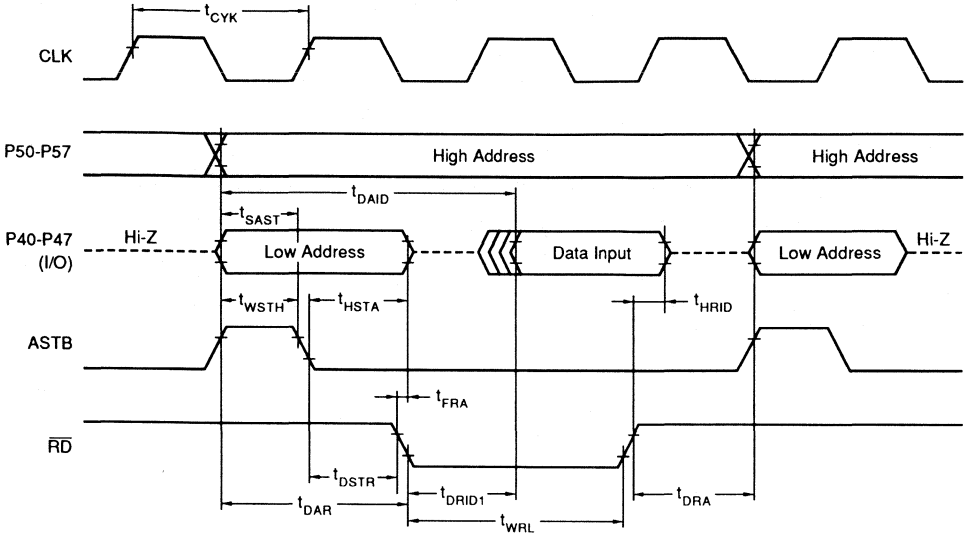 tCYK
CLK
P50-P57
High Address
High Address
tDAID
tSAST
P40-P47
(I/O)
Hi-Z
Low Address
Data Input
Low Address
Hi-Z
tWSTH
tHSTA
tHRID
ASTB
tFRA
RD
tDSTR
tDRID1
tDRA
tDAR
tWRL